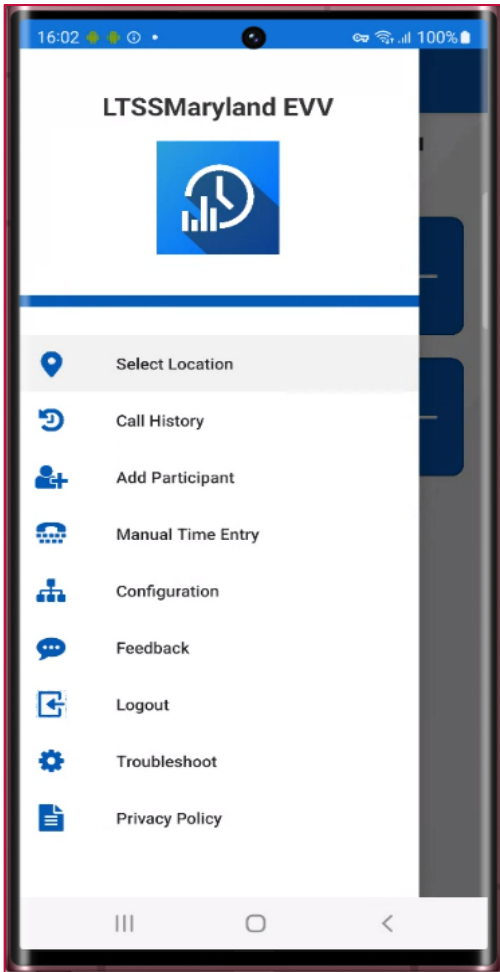 16:02 100%
LTSSMaryland EVV
Select Location
Call History
Add Participant
Manual Time Entry
Configuration
Feedback
Logout
Troubleshoot
Privacy Policy